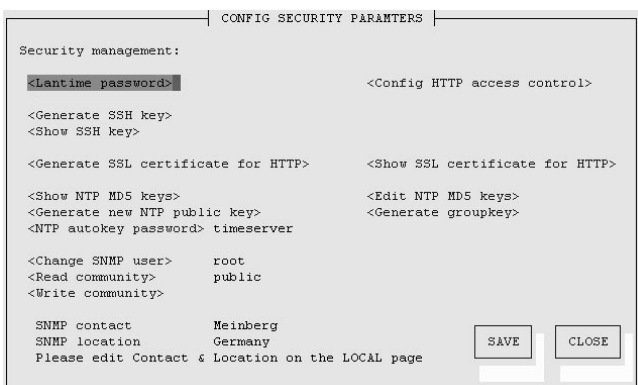 CONFIG SECURITY PARAMTERS
Security management:
<Lantime password> <Config HTTP access control>
<Generate SSH key>
<Show SSH key>
<Generate SSL certificate for HTTP> <Show SSL certificate for HTTP>
<Show NTP MD5 keys> <Edit NTP MD5 keys>
<Generate new NTP public key> <Generate groupkey>
<NTP autokey password> timeserver
<Change SNMP user> root
<Read community> public
<Write community>
SNMP contact Meinberg
SNMP location Germany
Please edit Contact & Location on the LOCAL page
SAVE CLOSE